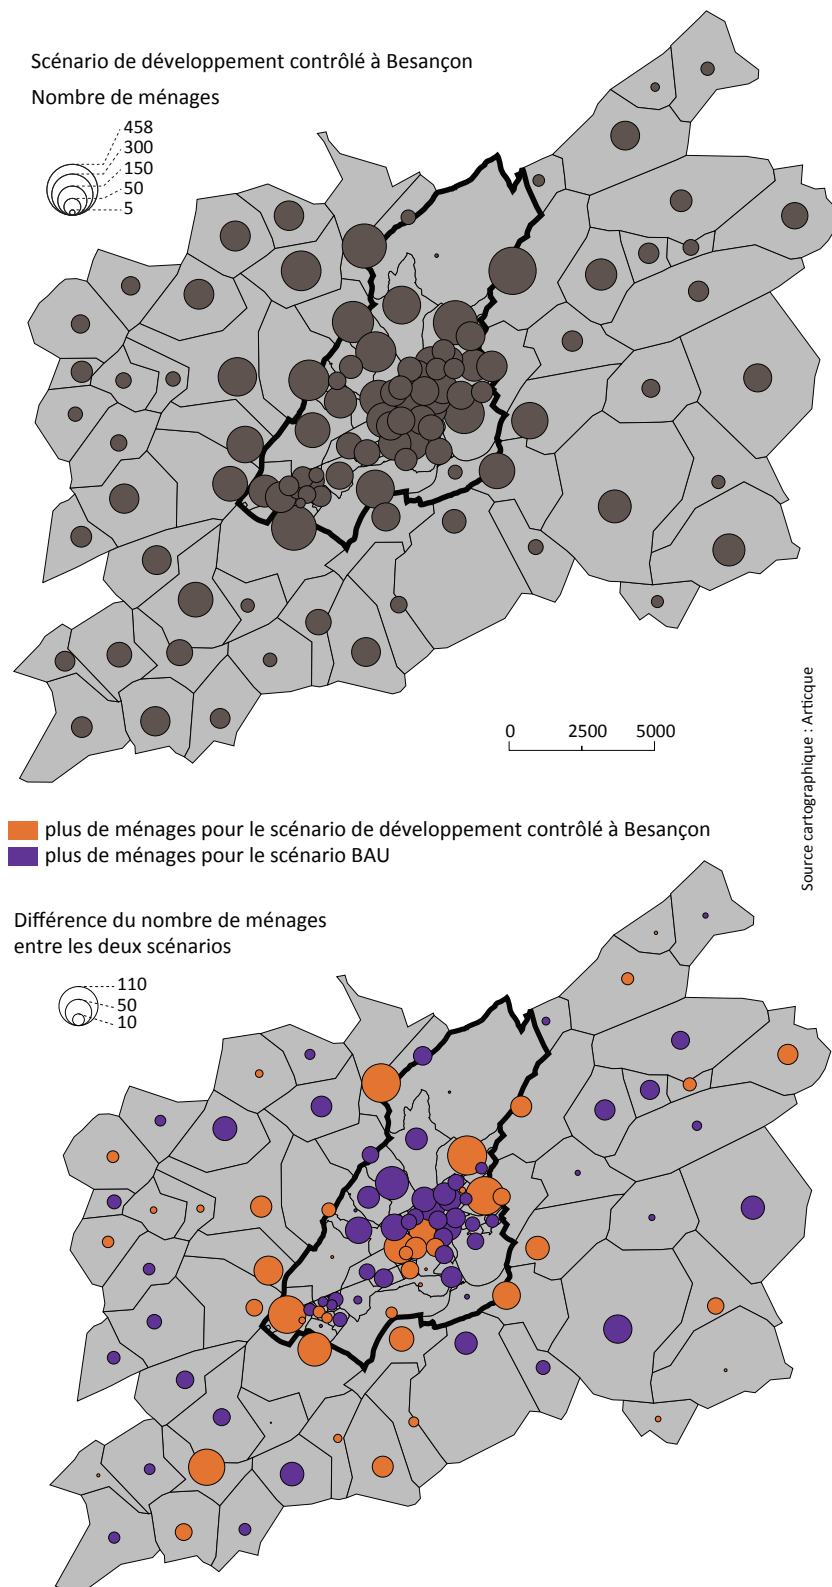 Scénario de développement contrôlé à Besançon
Nombre de ménages
458
300
150
50
5
0 2500 5000
Source cartographique : Articque
plus de ménages pour le scénario de développement contrôlé à Besançon
plus de ménages pour le scénario BAU
Différence du nombre de ménages
entre les deux scénarios
110
50
10